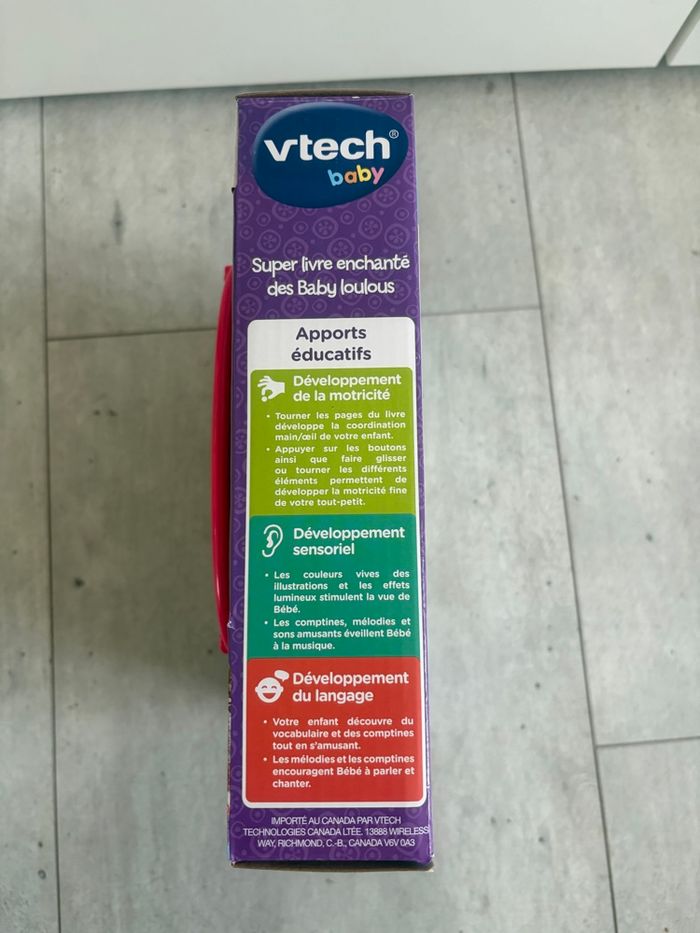 vtech®
baby
Super livre enchanté
des Baby loulous
Apports
éducatifs
Développement
de la motricité
• Tourner les pages du livre
développe la coordination
main/œil de votre enfant.
• Appuyer sur les boutons
ainsi que faire glisser
ou tourner les différents
éléments permettent de
développer la motricité fine
de votre tout-petit.
Développement
sensoriel
• Les couleurs vives des
illustrations et les effets
lumineux stimulent la vue de
Bébé.
• Les comptines, mélodies et
sons amusants éveillent Bébé
à la musique.
Développement
du langage
• Votre enfant découvre du
vocabulaire et des comptines
tout en s'amusant.
• Les mélodies et les comptines
encouragent Bébé à parler et
chanter.
IMPORTÉ AU CANADA PAR VTECH
TECHNOLOGIES CANADA LTÉE. 13888 WIRELESS
WAY, RICHMOND, C.-B., CANADA V6V 0A3